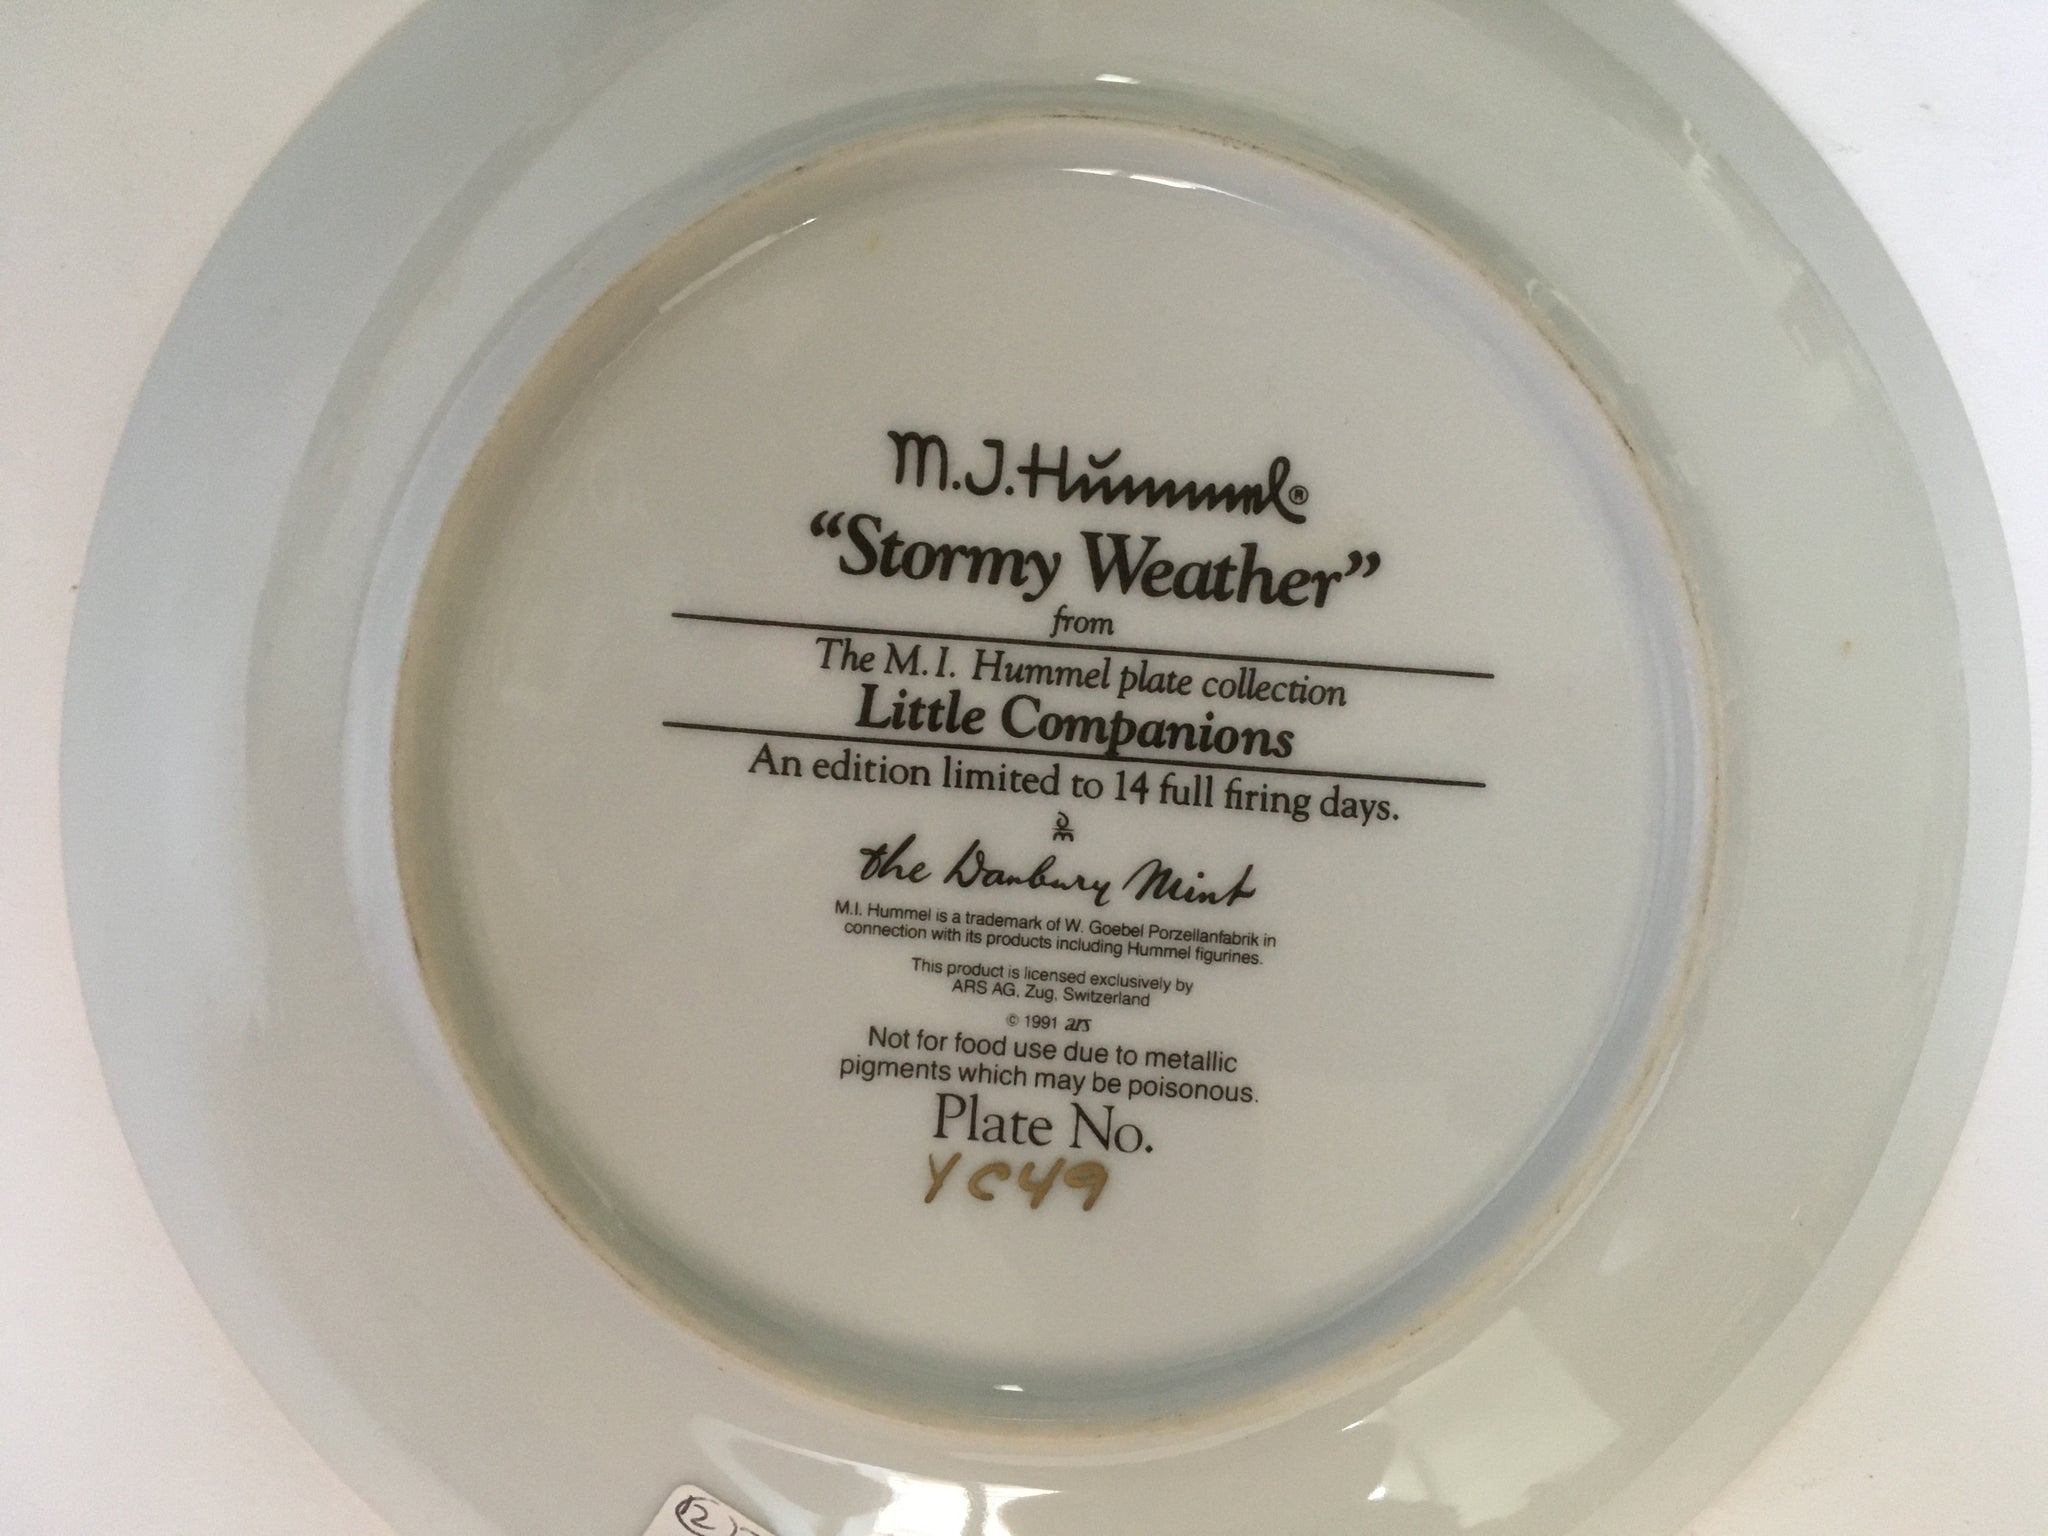 M.J.Hummel®
“Stormy Weather”
from
The M.I. Hummel plate collection
Little Companions
An edition limited to 14 full firing days.
the Danbury Mint
M.I. Hummel is a trademark of W. Goebel Porzellanfabrik in
connection with its products including Hummel figurines.
This product is licensed exclusively by
ARS AG, Zug, Switzerland
© 1991 ars
Not for food use due to metallic
pigments which may be poisonous.
Plate No.
YC49